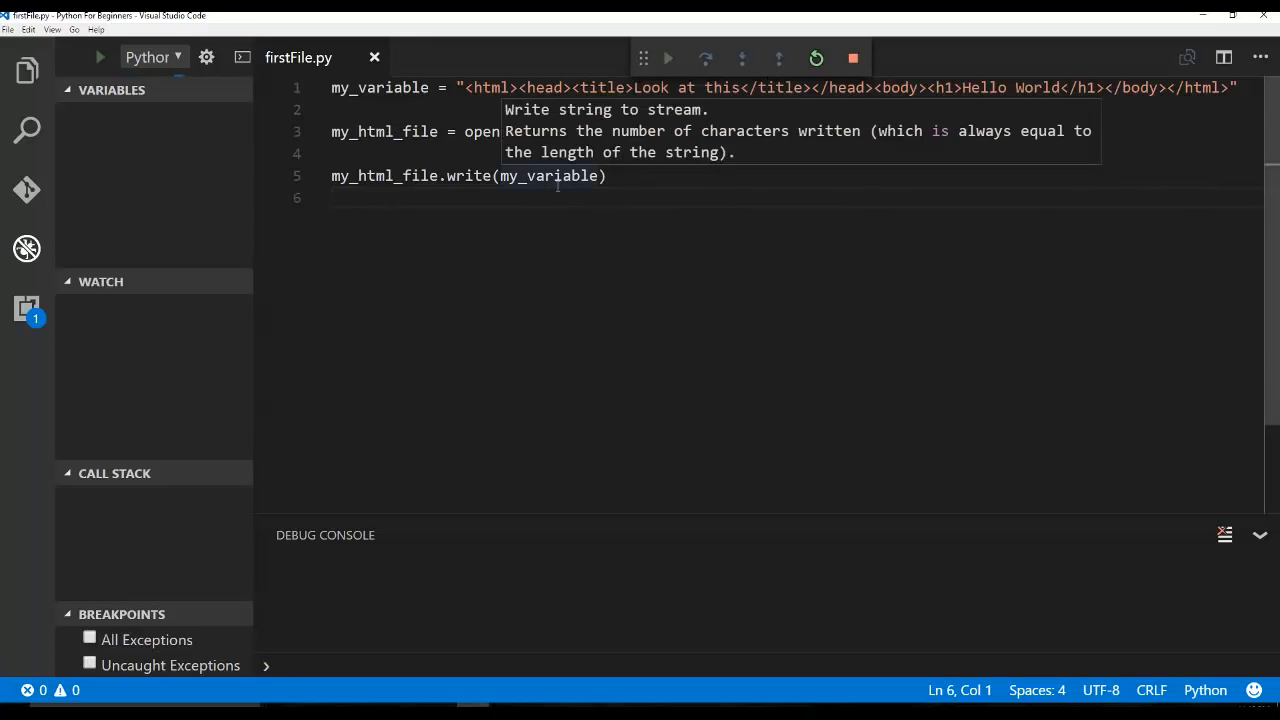 firstFile.py - Python For Beginners - Visual Studio Code
File Edit View Go Help
Python
firstFile.py
VARIABLES
WATCH
CALL STACK
BREAKPOINTS
All Exceptions
Uncaught Exceptions
1 my_variable = "<html><head><title>Look at this</title></head><body><h1>Hello World</h1></body></html>"
2
Write string to stream.
3 my_html_file = open
Returns the number of characters written (which is always equal to
the length of the string).
4
5 my_html_file.write(my_variable)
6
1
DEBUG CONSOLE
0 0
Ln 6, Col 1 Spaces: 4 UTF-8 CRLF Python